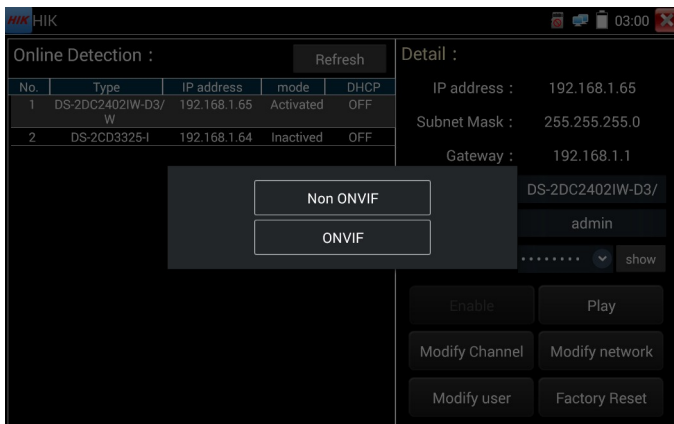 HIK HIK 03:00
Online Detection :
Refresh
No. Type IP address mode DHCP
1 DS-2DC2402IW-D3/ 192.168.1.65 Activated OFF
W
2 DS-2CD3325-I 192.168.1.64 Inactived OFF
Non ONVIF
ONVIF
Detail :
IP address : 192.168.1.65
Subnet Mask : 255.255.255.0
Gateway : 192.168.1.1
DS-2DC2402IW-D3/
admin
•••••••• show
Enable Play
Modify Channel Modify network
Modify user Factory Reset